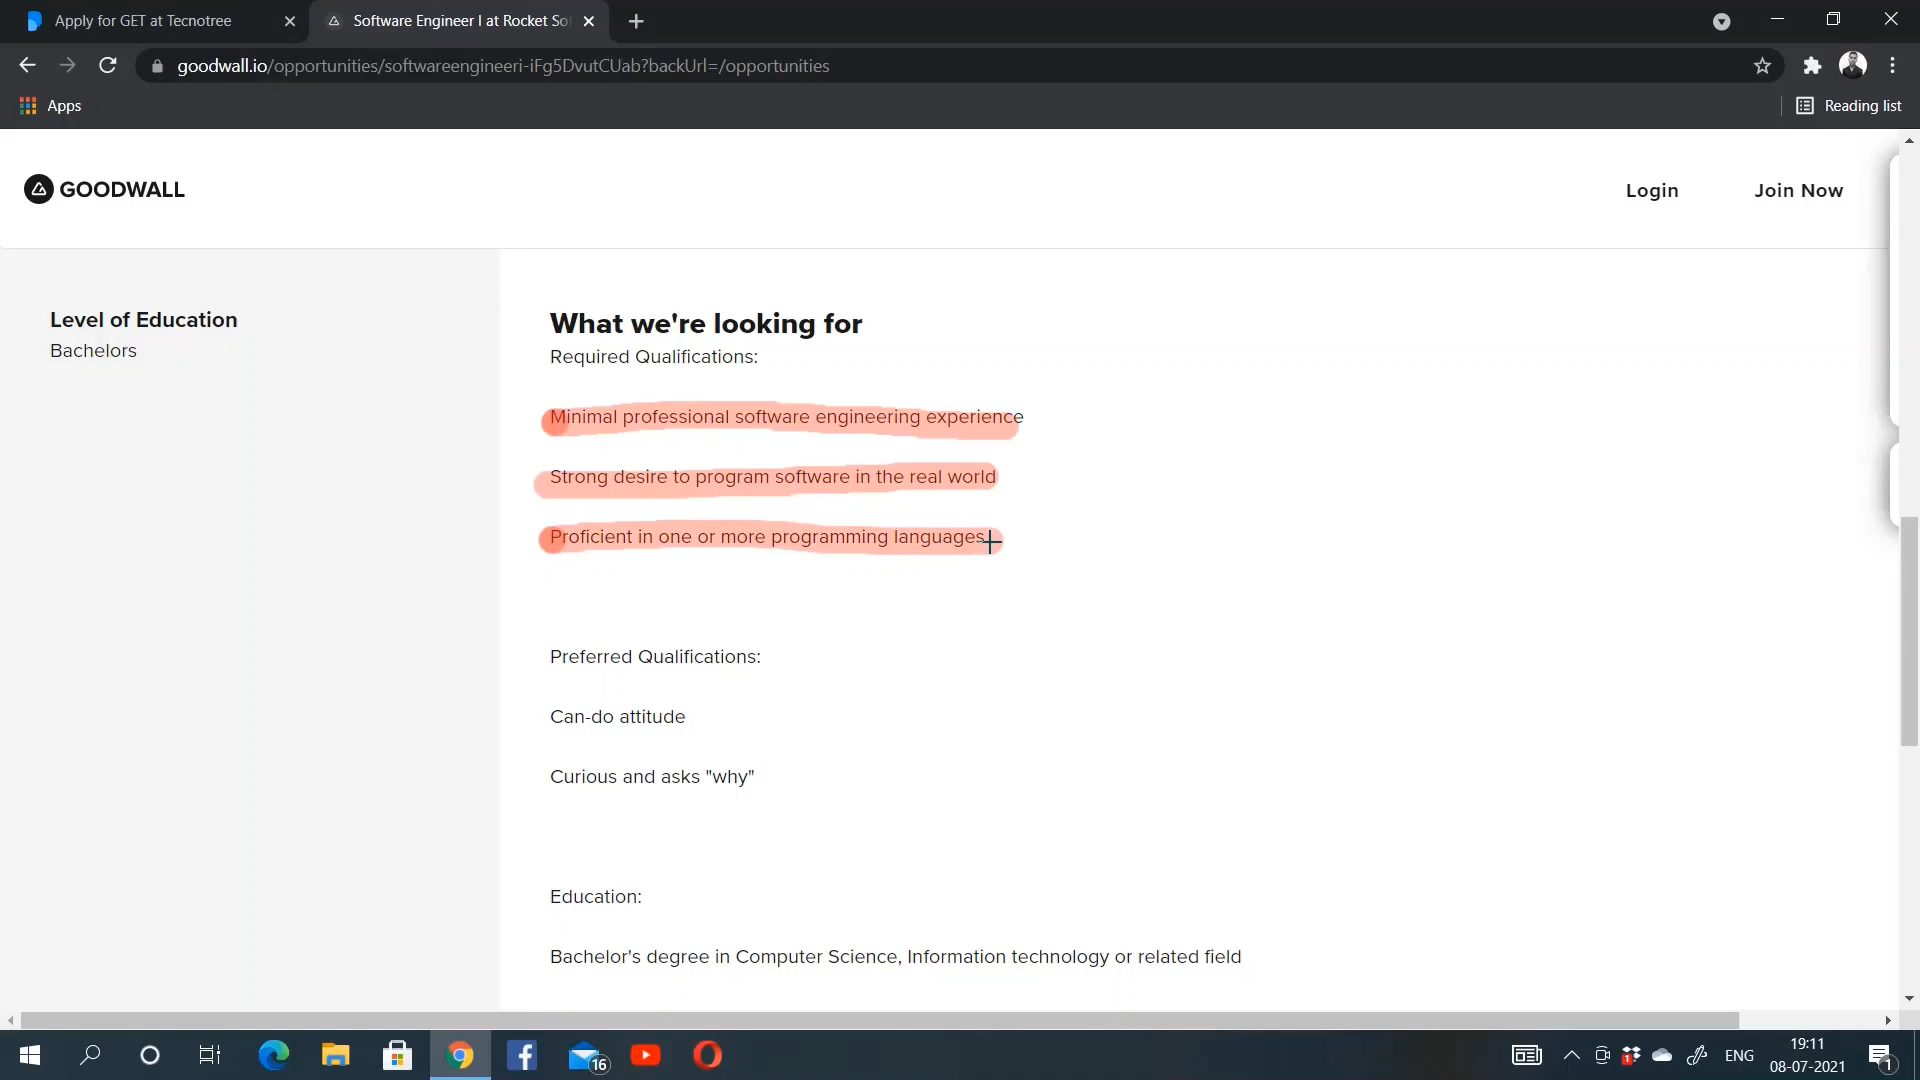 Apply for GET at Tecnotree
Software Engineer I at Rocket So
goodwall.io/opportunities/softwareengineeri-iFg5DvutCUab?backUrl=/opportunities
Apps
Reading list
GOODWALL
Login
Join Now
Level of Education
Bachelors
What we're looking for
Required Qualifications:
Minimal professional software engineering experience
Strong desire to program software in the real world
Proficient in one or more programming languages
Preferred Qualifications:
Can-do attitude
Curious and asks "why"
Education:
Bachelor's degree in Computer Science, Information technology or related field
16
1
ENG
19:11
08-07-2021
1